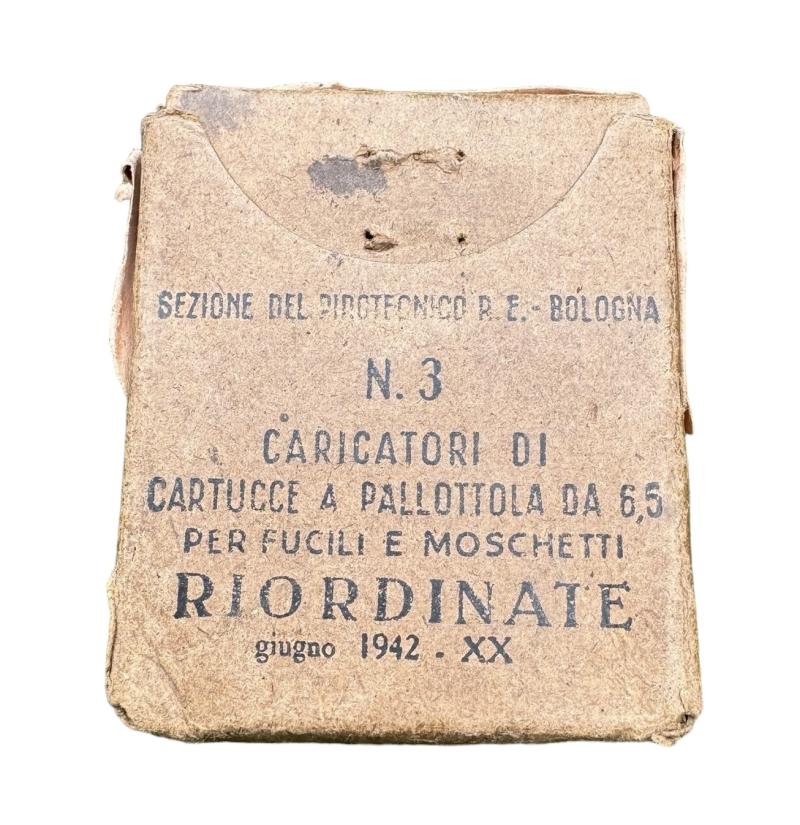 SEZIONE DEL PIROTECNICO R. E. - BOLOGNA
N. 3
CARICATORI DI
CARTUCCE A PALLOTTOLA DA 6,5
PER FUCILI E MOSCHETTI
RIORDINATE
giugno 1942 - XX